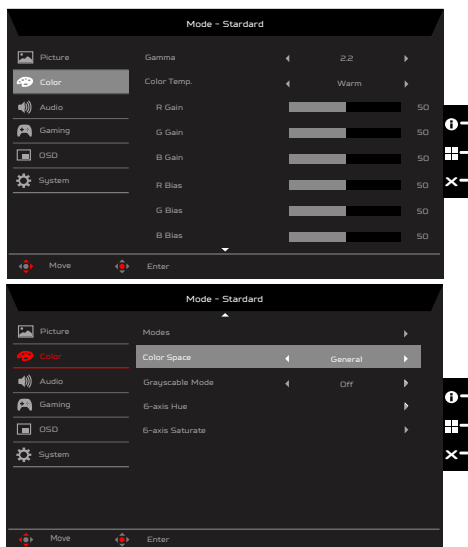 Mode - Stardard
Picture Gamma 2.2
Color Color Temp. Warm
Audio R Gain 50
Gaming G Gain 50
OSD B Gain 50
System R Bias 50
G Bias 50
B Bias 50
Move Enter
Mode - Stardard
Picture Modes
Color Color Space General
Audio Grayscable Mode Off
Gaming 6-axis Hue
OSD 6-axis Saturate
System
Move Enter